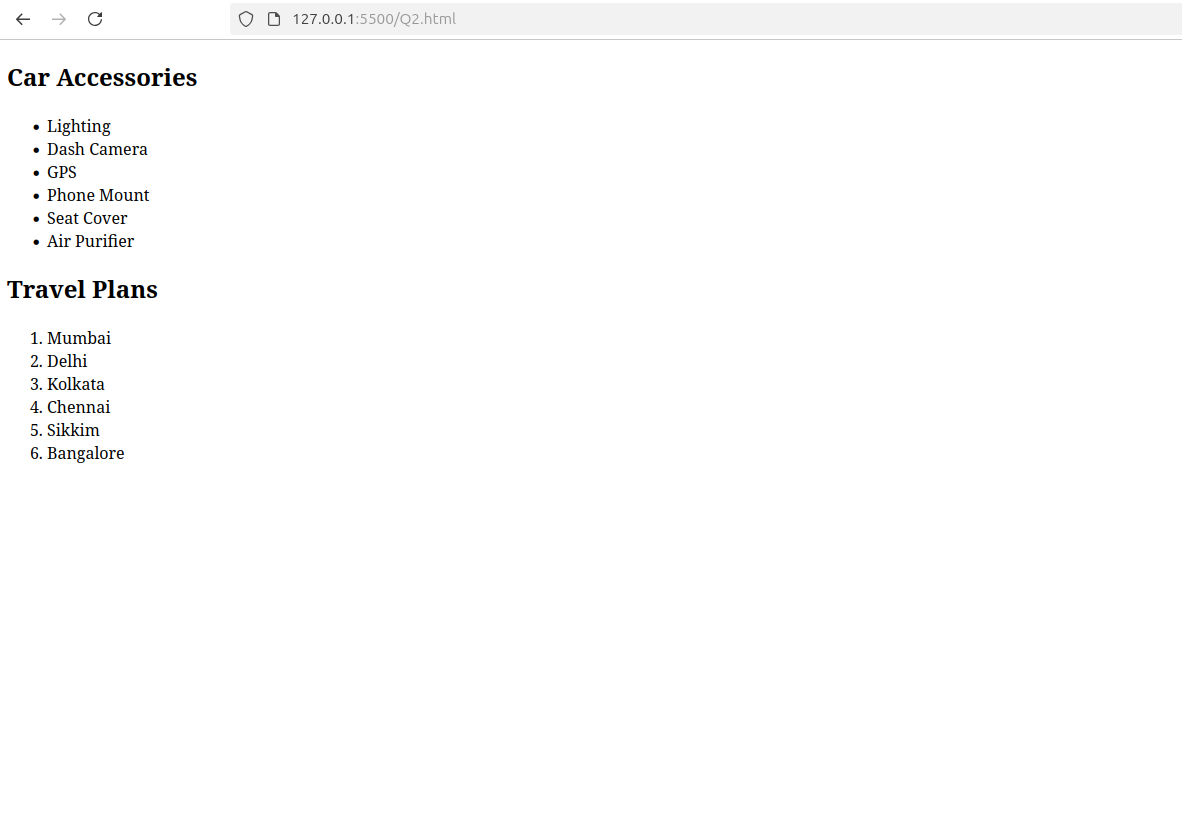 127.0.0.1:5500/Q2.html
Car Accessories
• Lighting
• Dash Camera
• GPS
• Phone Mount
• Seat Cover
• Air Purifier
Travel Plans
1. Mumbai
2. Delhi
3. Kolkata
4. Chennai
5. Sikkim
6. Bangalore